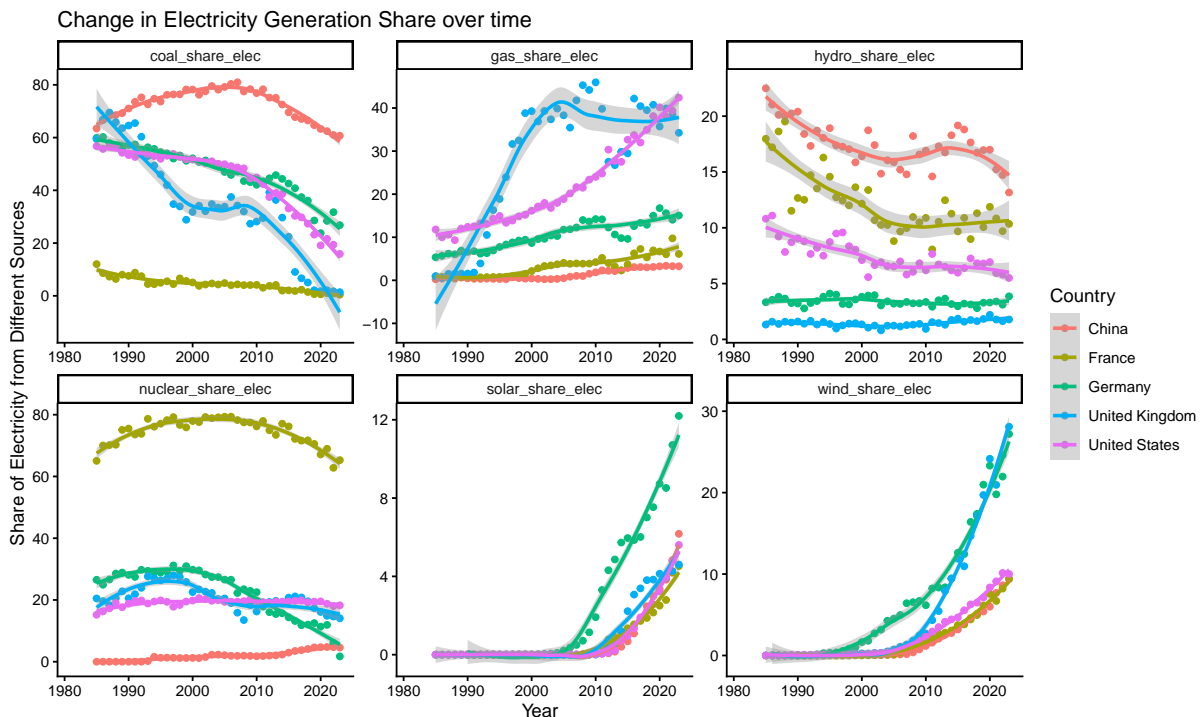 Change in Electricity Generation Share over time
coal_share_elec
gas_share_elec
hydro_share_elec
80
60
40
20
0
1980 1990 2000 2010 2020
40
30
20
10
0
−10
1980 1990 2000 2010 2020
20
15
10
5
0
1980 1990 2000 2010 2020
nuclear_share_elec
solar_share_elec
wind_share_elec
80
60
40
20
0
1980 1990 2000 2010 2020
12
8
4
0
1980 1990 2000 2010 2020
30
20
10
0
1980 1990 2000 2010 2020
Share of Electricity from Different Sources
Year
Country
China
France
Germany
United Kingdom
United States